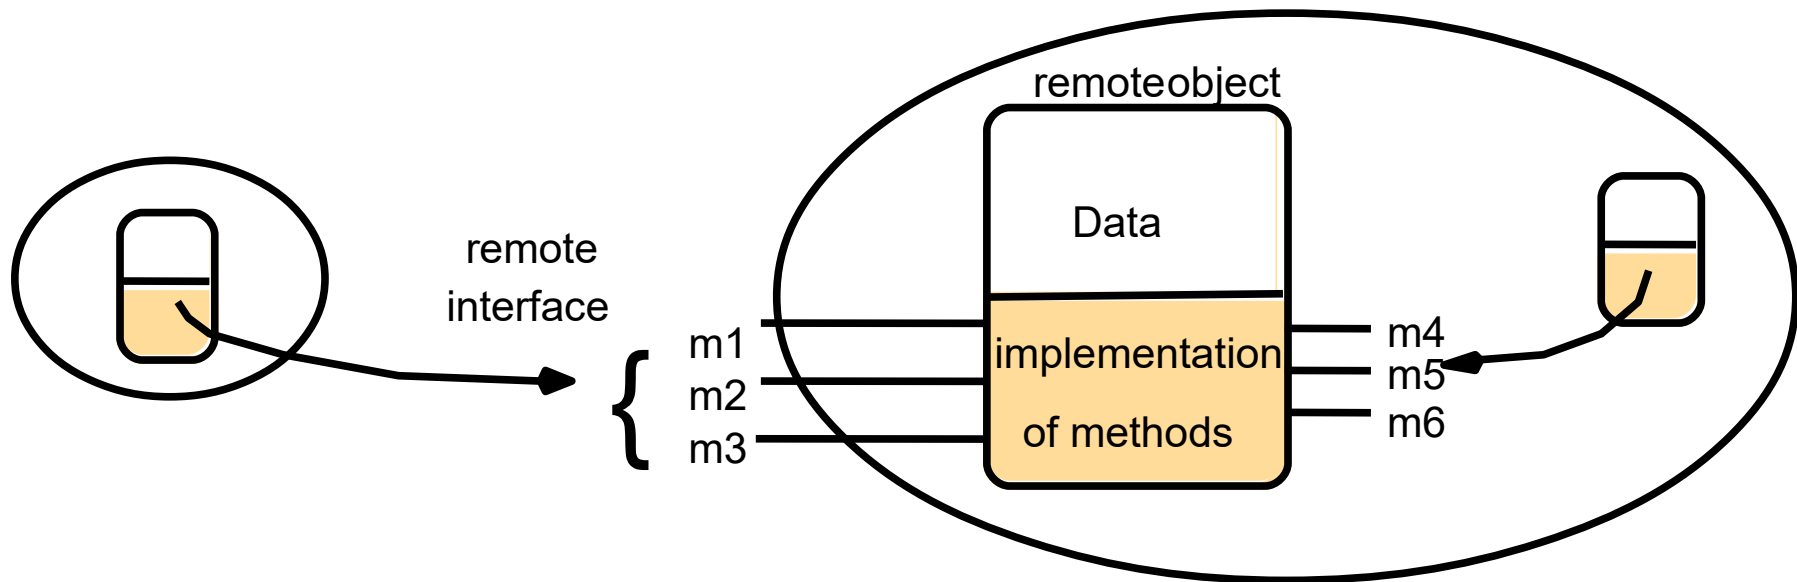 remoteobject
Data
remote
interface
{
m1
m2
m3
implementation
of methods
m4
m5
m6